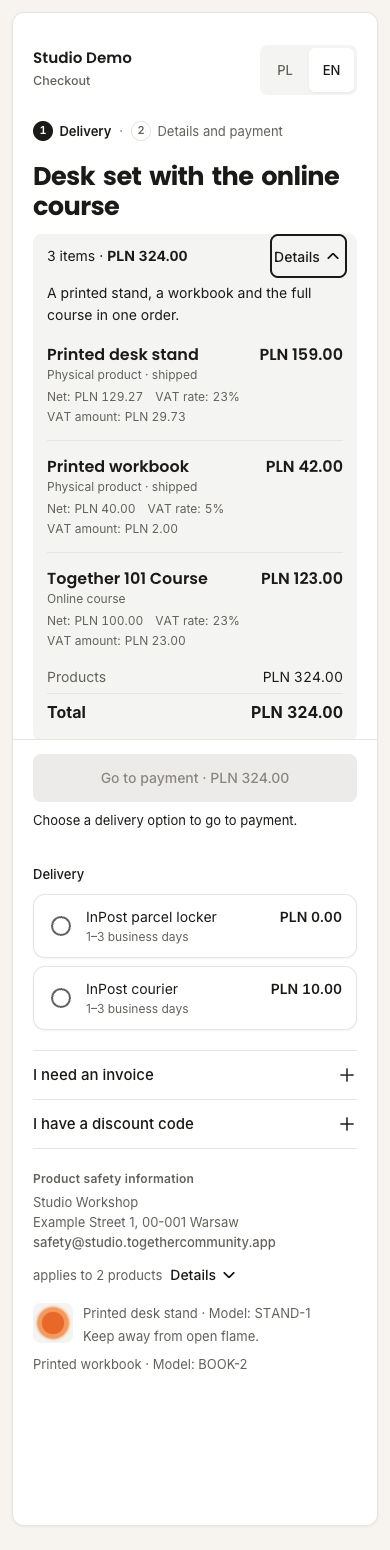 Studio Demo
Checkout
PL
EN
1 Delivery · 2 Details and payment
Desk set with the online
course
3 items · PLN 324.00
Details
A printed stand, a workbook and the full
course in one order.
Printed desk stand PLN 159.00
Physical product · shipped
Net: PLN 129.27 VAT rate: 23%
VAT amount: PLN 29.73
Printed workbook PLN 42.00
Physical product · shipped
Net: PLN 40.00 VAT rate: 5%
VAT amount: PLN 2.00
Together 101 Course PLN 123.00
Online course
Net: PLN 100.00 VAT rate: 23%
VAT amount: PLN 23.00
Products PLN 324.00
Total PLN 324.00
Go to payment · PLN 324.00
Choose a delivery option to go to payment.
Delivery
InPost parcel locker PLN 0.00
1–3 business days
InPost courier PLN 10.00
1–3 business days
I need an invoice
I have a discount code
Product safety information
Studio Workshop
Example Street 1, 00-001 Warsaw
safety@studio.togethercommunity.app
applies to 2 products Details
Printed desk stand · Model: STAND-1
Keep away from open flame.
Printed workbook · Model: BOOK-2